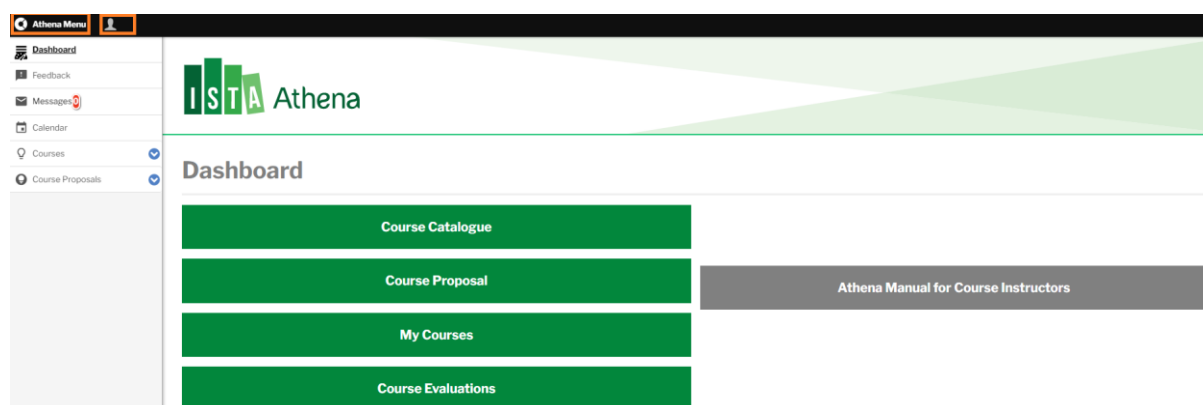 Athena Menu
Dashboard
Feedback
Messages 0
Calendar
Courses
Course Proposals
ISTA Athena
Dashboard
Course Catalogue
Course Proposal
Athena Manual for Course Instructors
My Courses
Course Evaluations